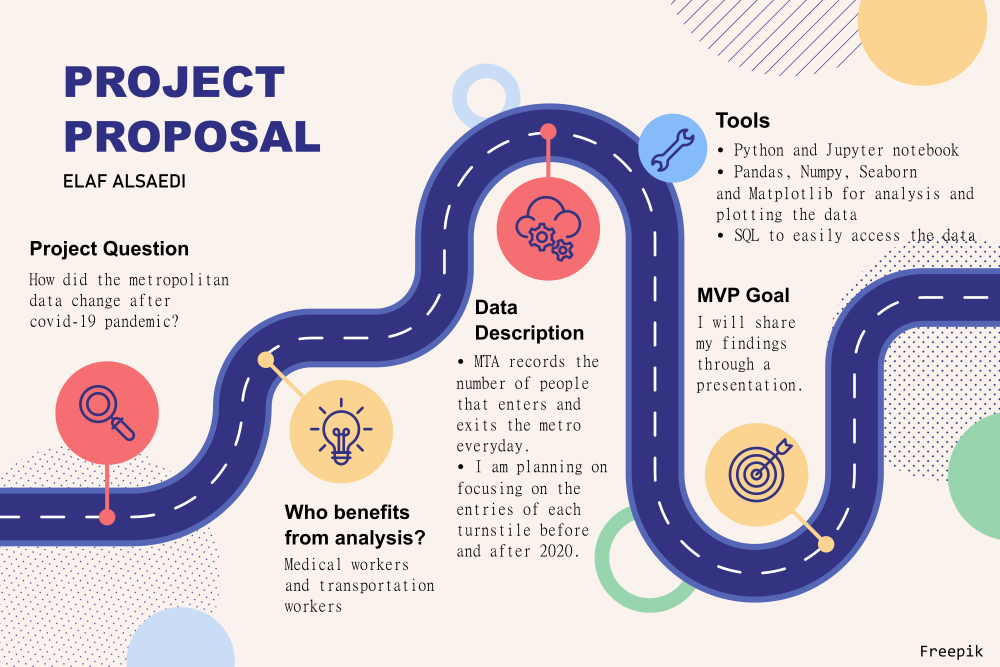 PROJECT
PROPOSAL
ELAF ALSAEDI
Project Question
How did the metropolitan
data change after
covid-19 pandemic?
Who benefits
from analysis?
Medical workers
and transportation
workers
Data
Description
• MTA records the
number of people
that enters and
exits the metro
everyday.
• I am planning on
focusing on the
entries of each
turnstile before
and after 2020.
Tools
• Python and Jupyter notebook
• Pandas, Numpy, Seaborn
and Matplotlib for analysis and
plotting the data
• SQL to easily access the data
MVP Goal
I will share
my findings
through a
presentation.
Freepik